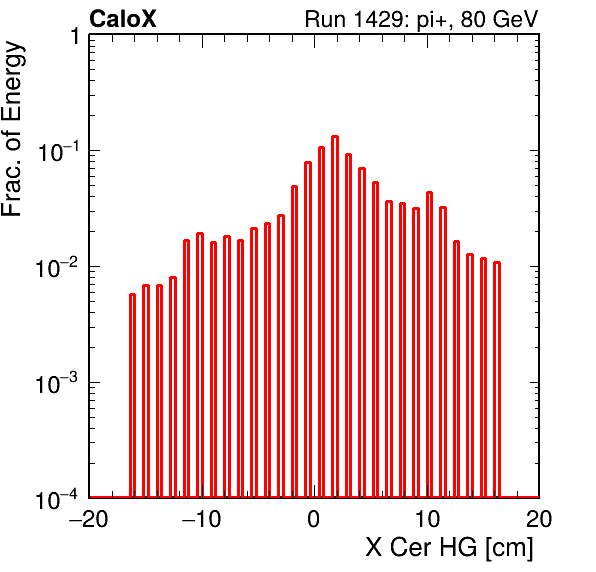 CaloX Run 1429: pi+, 80 GeV
Frac. of Energy
1
10⁻¹
10⁻²
10⁻³
10⁻⁴
−20 −10 0 10 20
X Cer HG [cm]